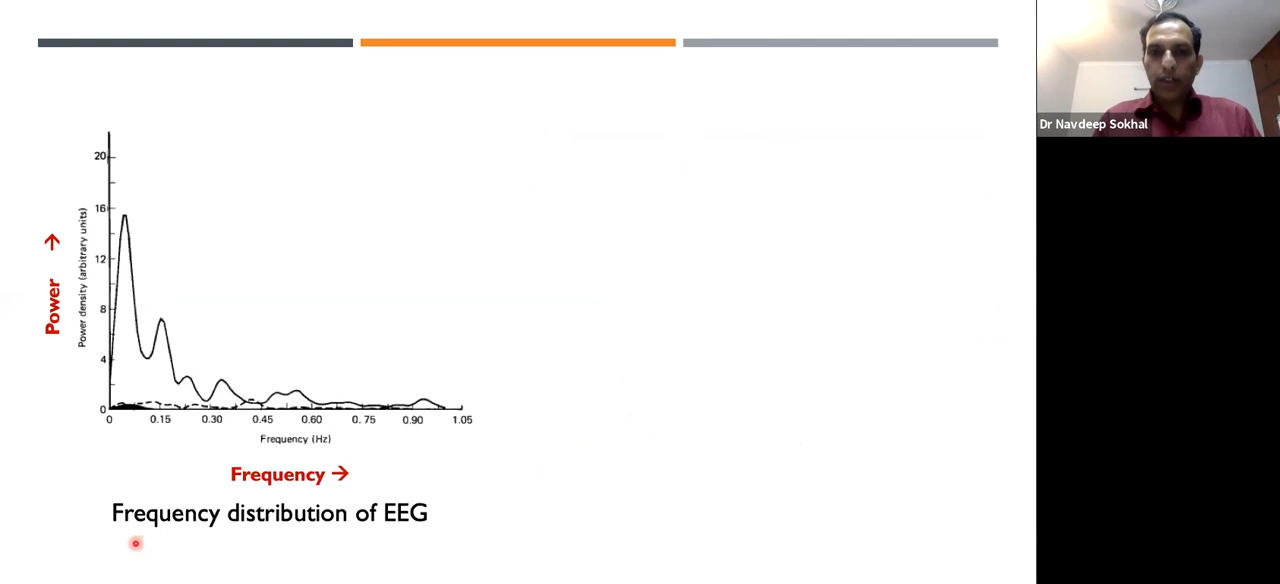 Dr Navdeep Sokhal
Power →
Power density (arbitrary units)
20
16
12
8
4
0
0 0.15 0.30 0.45 0.60 0.75 0.90 1.05
Frequency (Hz)
Frequency →
Frequency distribution of EEG